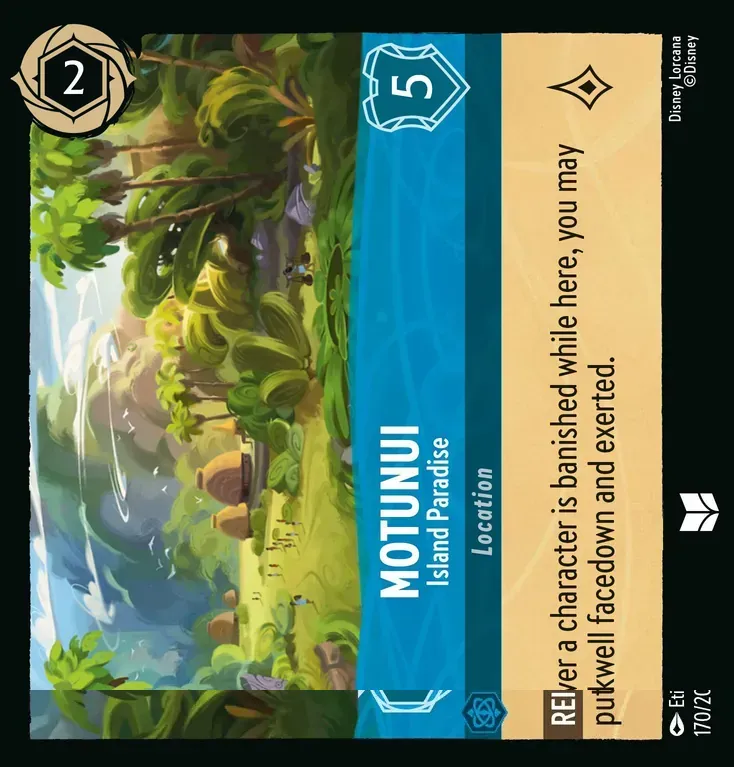 2
5
MOTUNUI
Island Paradise
Location
REI ver a character is banished while here, you may
put kwell facedown and exerted.
Eti
170/20
Disney Lorcana
©Disney